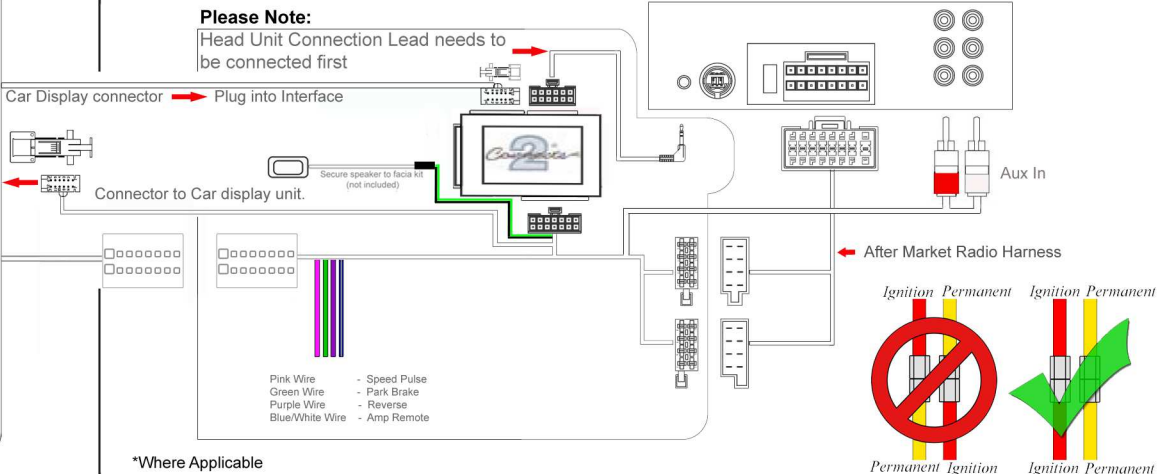 Please Note:
Head Unit Connection Lead needs to
be connected first
Car Display connector
Plug into Interface
Connects
2
Secure speaker to facia kit
(not included)
Connector to Car display unit.
Aux In
After Market Radio Harness
Ignition Permanent
Ignition Permanent
Pink Wire - Speed Pulse
Green Wire - Park Brake
Purple Wire - Reverse
Blue/White Wire - Amp Remote
Permanent Ignition
Ignition Permanent
*Where Applicable